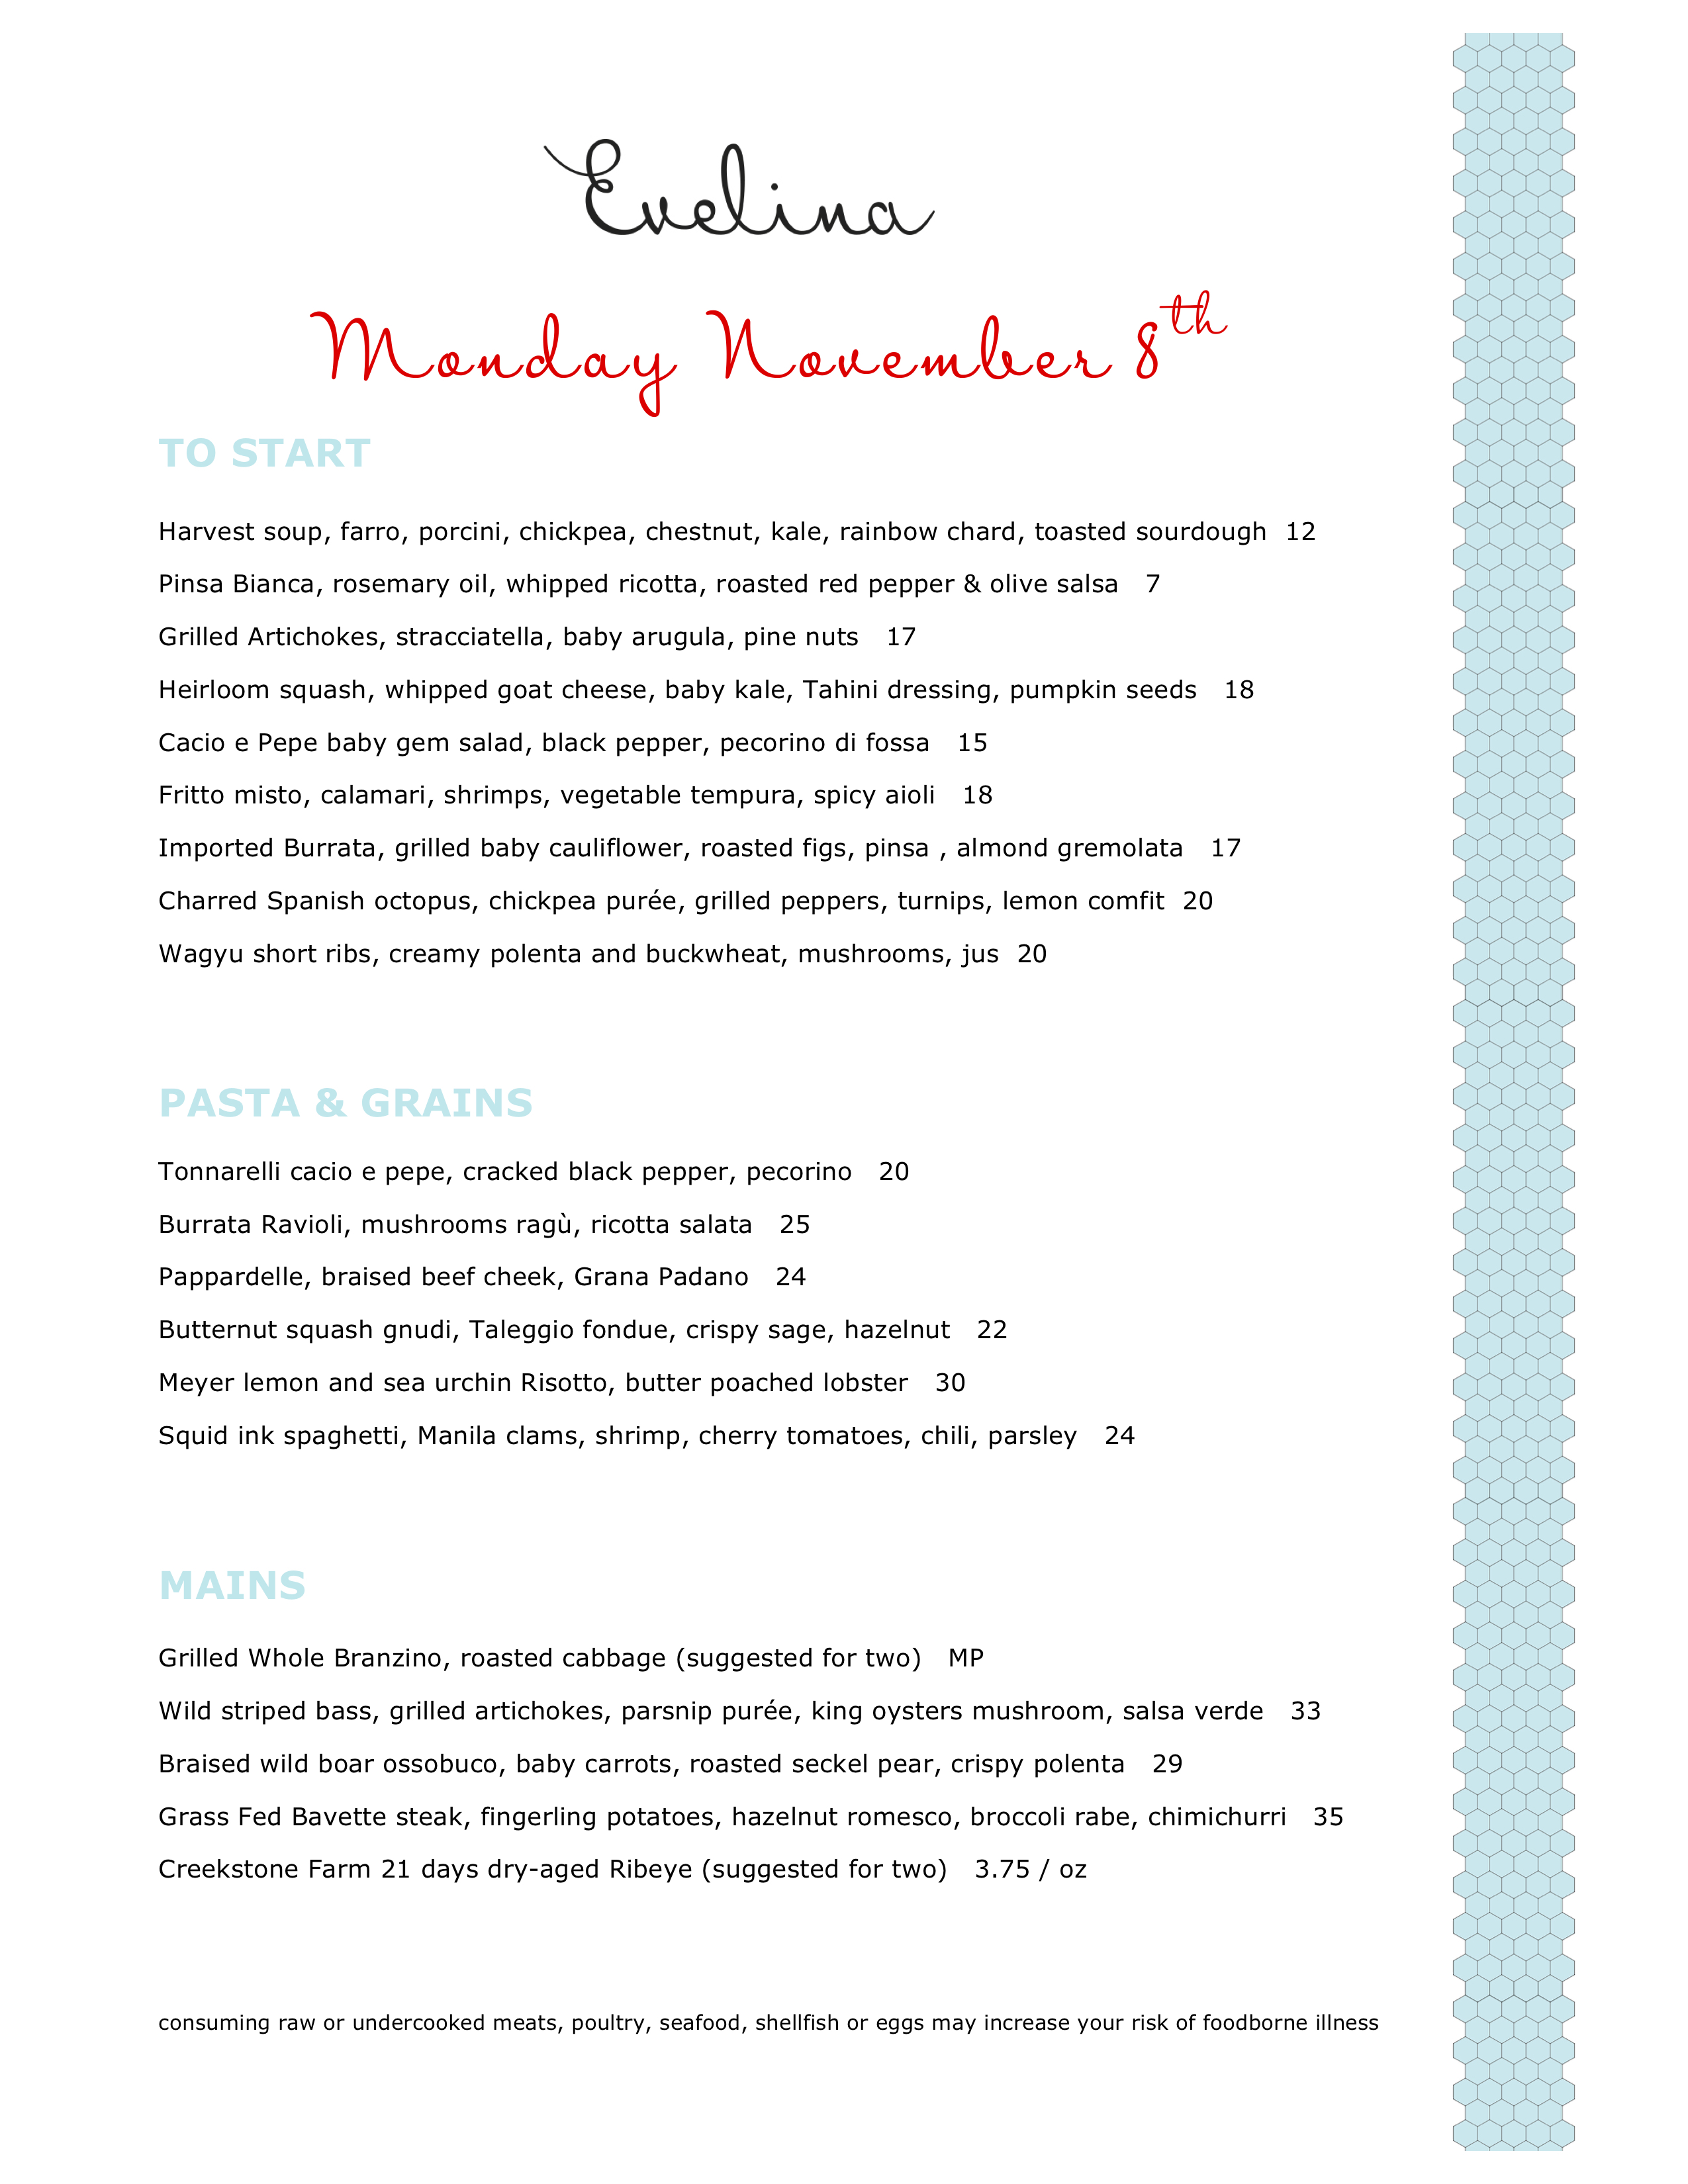 Evelina
Monday November 8th
TO START
Harvest soup, farro, porcini, chickpea, chestnut, kale, rainbow chard, toasted sourdough 12
Pinsa Bianca, rosemary oil, whipped ricotta, roasted red pepper & olive salsa 7
Grilled Artichokes, stracciatella, baby arugula, pine nuts 17
Heirloom squash, whipped goat cheese, baby kale, Tahini dressing, pumpkin seeds 18
Cacio e Pepe baby gem salad, black pepper, pecorino di fossa 15
Fritto misto, calamari, shrimps, vegetable tempura, spicy aioli 18
Imported Burrata, grilled baby cauliflower, roasted figs, pinsa , almond gremolata 17
Charred Spanish octopus, chickpea purée, grilled peppers, turnips, lemon comfit 20
Wagyu short ribs, creamy polenta and buckwheat, mushrooms, jus 20
PASTA & GRAINS
Tonnarelli cacio e pepe, cracked black pepper, pecorino 20
Burrata Ravioli, mushrooms ragù, ricotta salata 25
Pappardelle, braised beef cheek, Grana Padano 24
Butternut squash gnudi, Taleggio fondue, crispy sage, hazelnut 22
Meyer lemon and sea urchin Risotto, butter poached lobster 30
Squid ink spaghetti, Manila clams, shrimp, cherry tomatoes, chili, parsley 24
MAINS
Grilled Whole Branzino, roasted cabbage (suggested for two) MP
Wild striped bass, grilled artichokes, parsnip purée, king oysters mushroom, salsa verde 33
Braised wild boar ossobuco, baby carrots, roasted seckel pear, crispy polenta 29
Grass Fed Bavette steak, fingerling potatoes, hazelnut romesco, broccoli rabe, chimichurri 35
Creekstone Farm 21 days dry-aged Ribeye (suggested for two) 3.75 / oz
consuming raw or undercooked meats, poultry, seafood, shellfish or eggs may increase your risk of foodborne illness